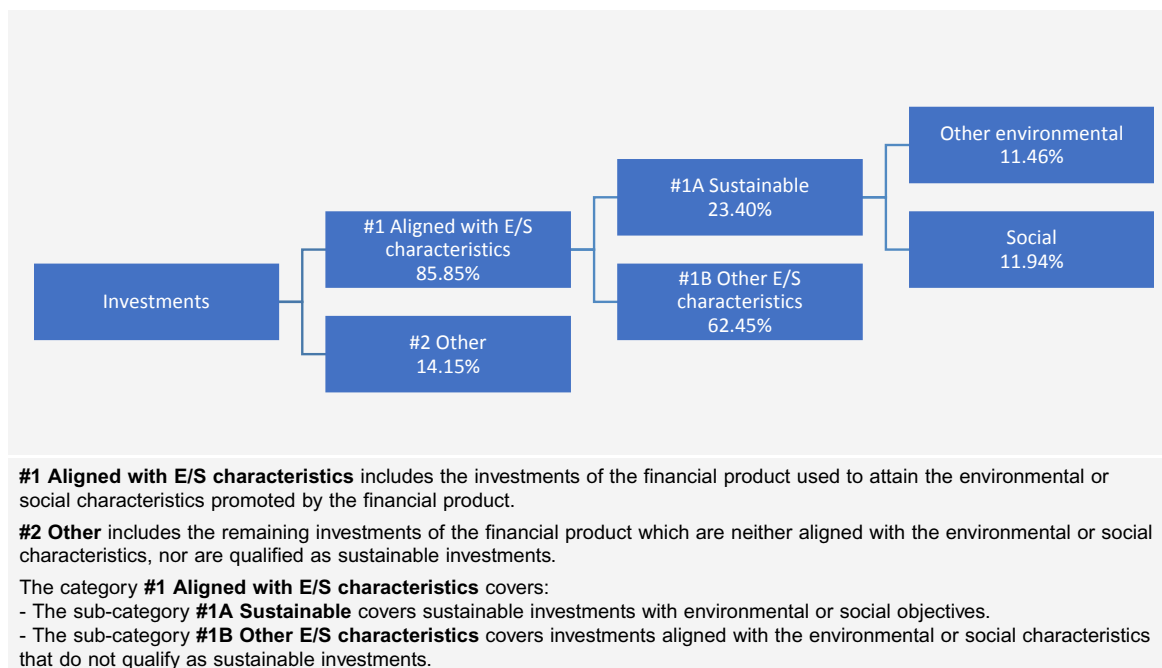 Investments
#1 Aligned with E/S
characteristics
85.85%
#2 Other
14.15%
#1A Sustainable
23.40%
#1B Other E/S
characteristics
62.45%
Other environmental
11.46%
Social
11.94%
#1 Aligned with E/S characteristics includes the investments of the financial product used to attain the environmental or
social characteristics promoted by the financial product.
#2 Other includes the remaining investments of the financial product which are neither aligned with the environmental or social
characteristics, nor are qualified as sustainable investments.
The category #1 Aligned with E/S characteristics covers:
- The sub-category #1A Sustainable covers sustainable investments with environmental or social objectives.
- The sub-category #1B Other E/S characteristics covers investments aligned with the environmental or social characteristics
that do not qualify as sustainable investments.